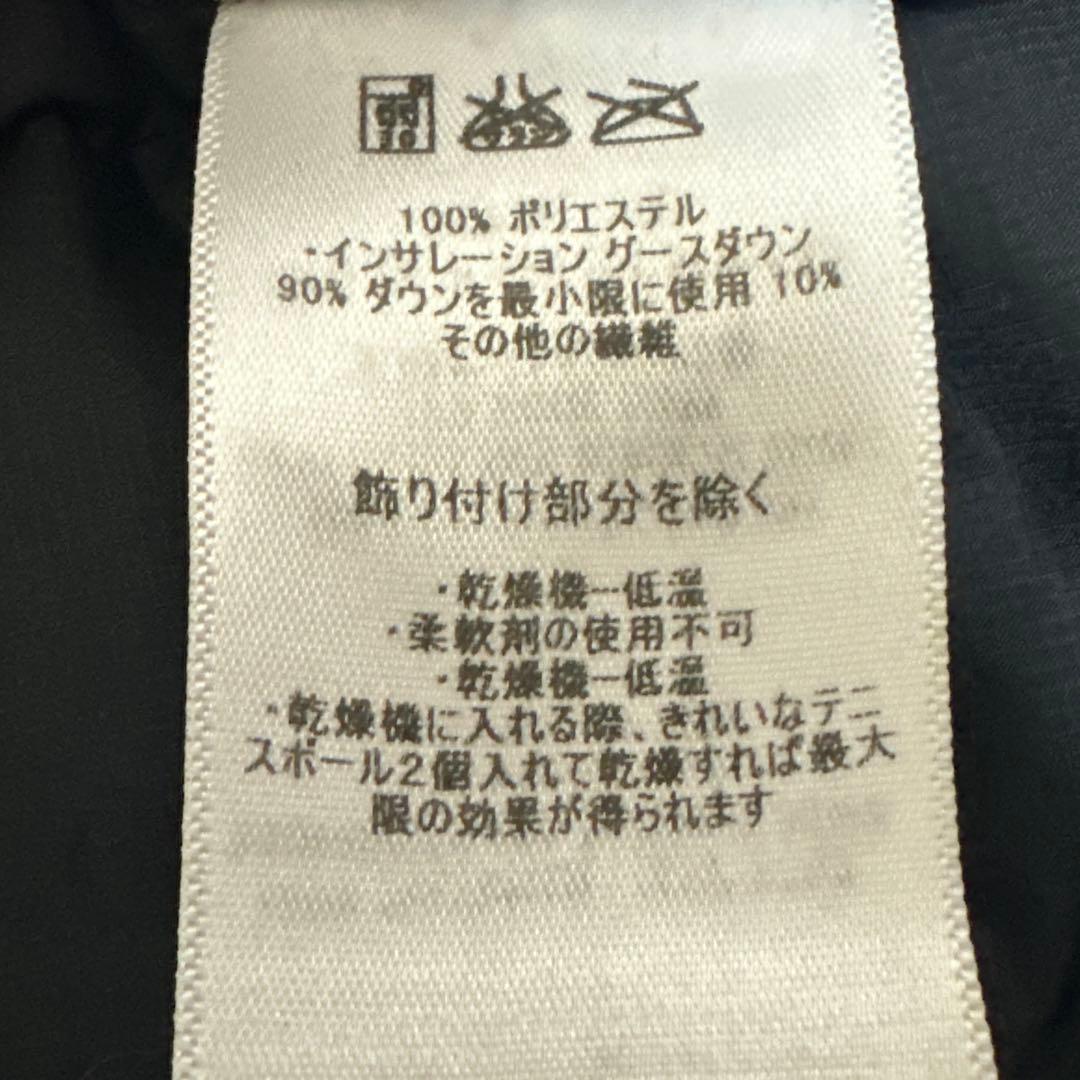 100% ポリエステル
・インサレーション グースダウン
90% ダウンを最小限に使用 10%
その他の繊維
飾り付け部分を除く
・乾燥機ー低温
・柔軟剤の使用不可
・乾燥機ー低温
・乾燥機に入れる際、きれいなテニ
スボール2個入れて乾燥すれば最大
限の効果が得られます